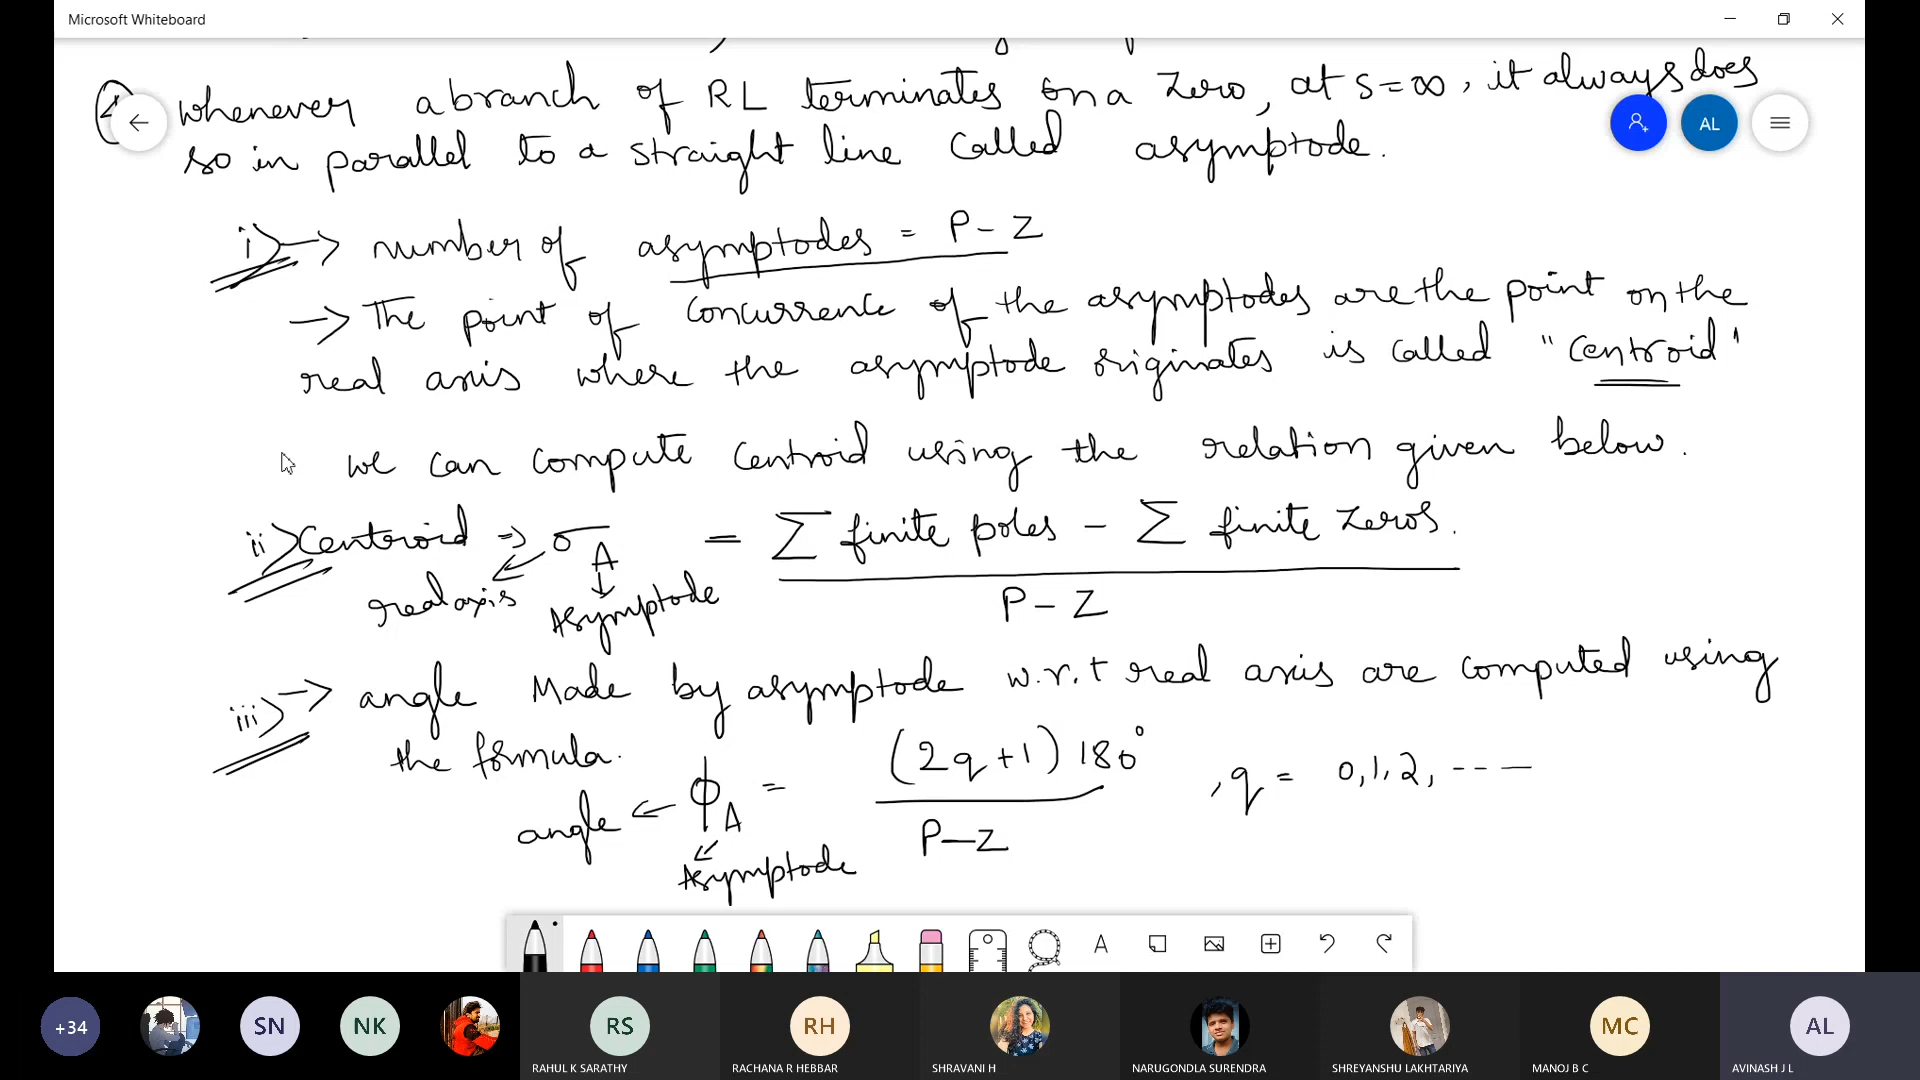 Microsoft Whiteboard
whenever a branch of RL terminates on a zero, at s=∞, it always does
so in parallel to a straight line called asymptode.
i) → number of asymptodes = P-Z
→ The point of concurrence of the asymptodes are the point on the
real axis where the asymptode originates is called "Centroid"
we can compute centroid using the relation given below.
ii) Centroid ⇒ σ_A = (∑ finite poles - ∑ finite zeros.) / (P-Z)
real axis Asymptode
iii) → angle Made by asymptode w.r.t real axis are computed using
the formula.
angle ← ϕ_A = (2q+1) 180° / (P-Z) , q = 0,1,2, ---
Asymptode
AL
+34
SN
NK
RS
RH
MC
AL
RAHUL K SARATHY
RACHANA R HEBBAR
SHRAVANI H
NARUGONDLA SURENDRA
SHREYANSHU LAKHTARIYA
MANOJ B C
AVINASH J L